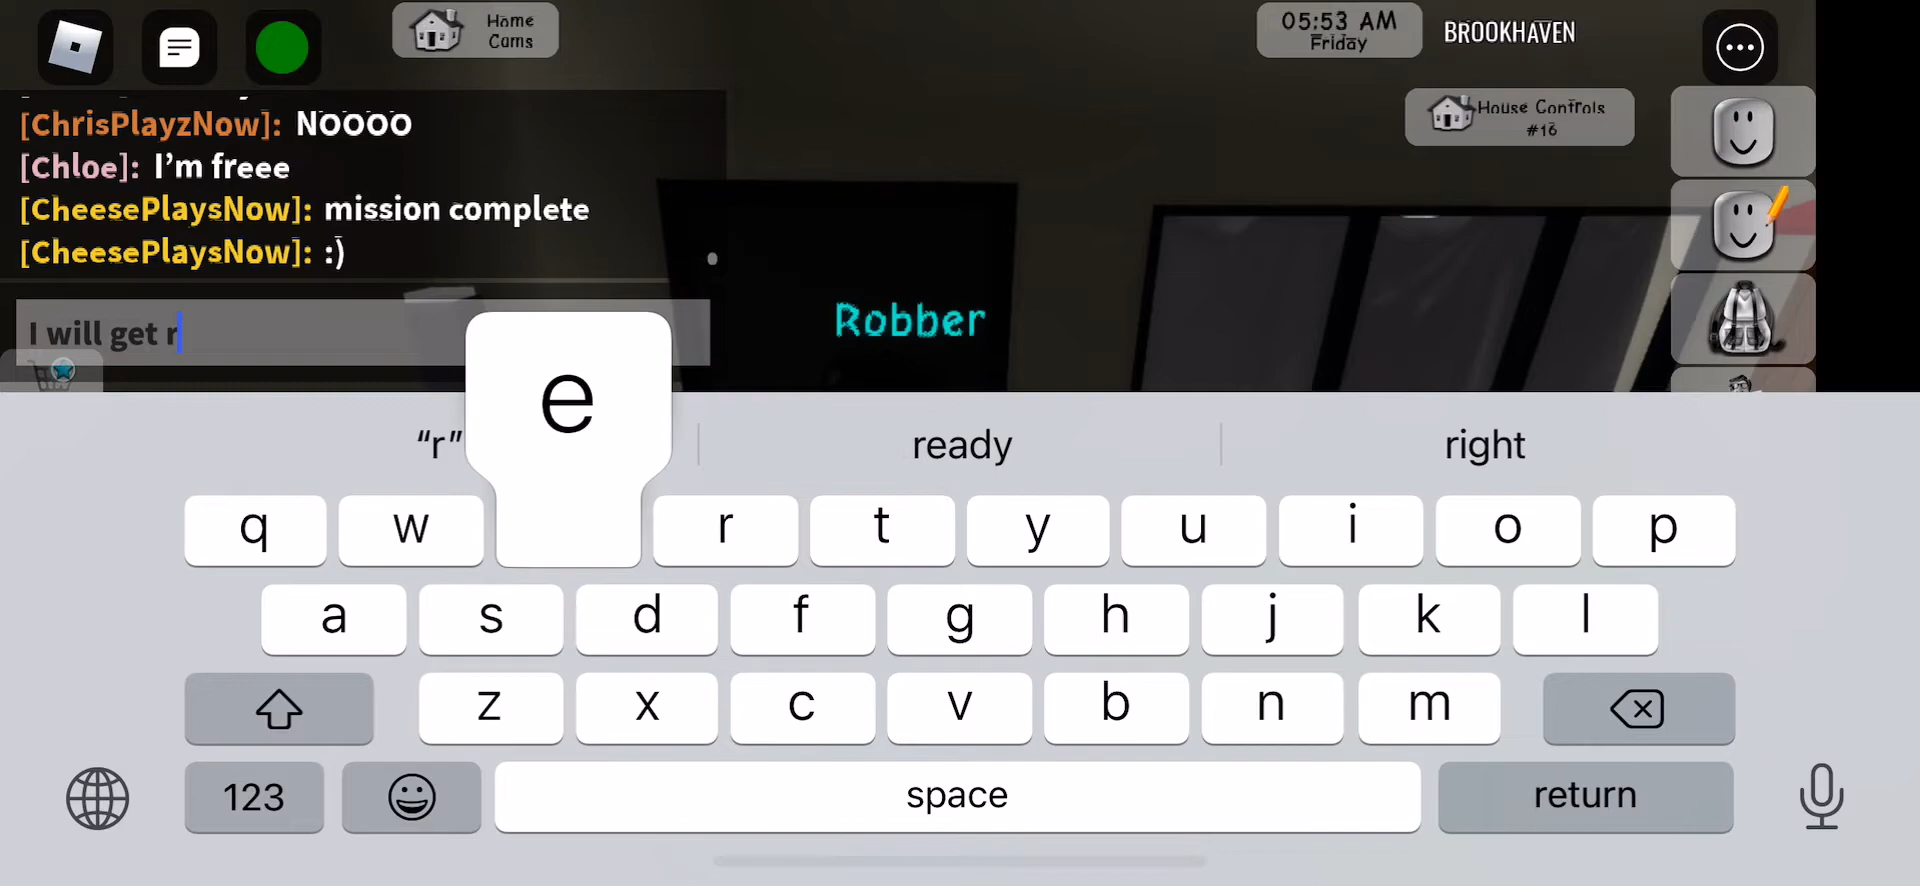 Home
Cams
05:53 AM
Friday
BROOKHAVEN
House Controls
#16
[ChrisPlayzNow]: NOOOO
[Chloe]: I’m freee
[CheesePlaysNow]: mission complete
[CheesePlaysNow]: :)
Robber
I will get r
e
“r”
ready
right
q w r t y u i o p
a s d f g h j k l
z x c v b n m
123
space
return